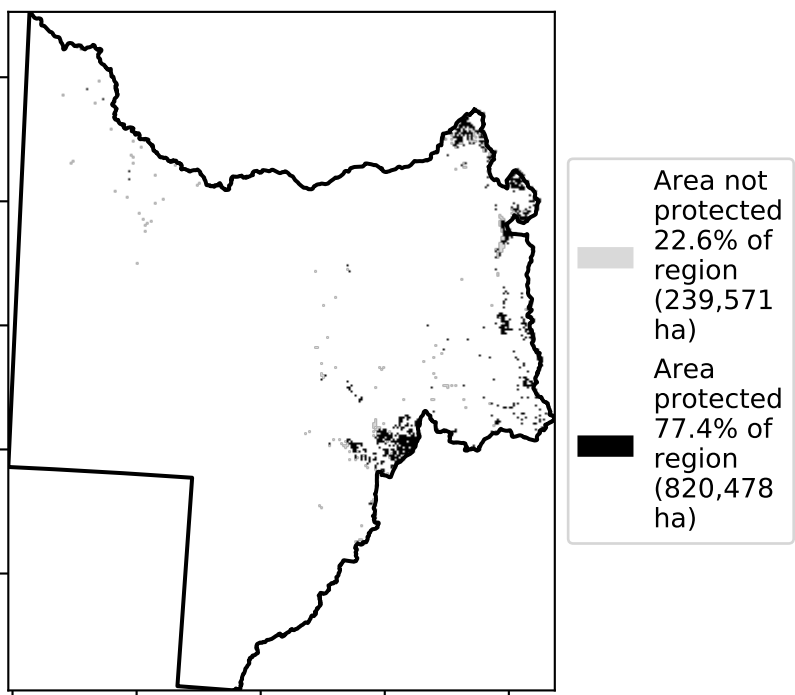 Area not
protected
22.6% of
region
(239,571
ha)
Area
protected
77.4% of
region
(820,478
ha)